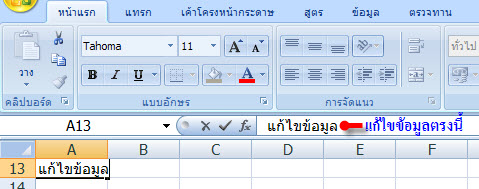 หน้าแรก แทรก เค้าโครงหน้ากระดาษ สูตร ข้อมูล ตรวจทาน
Tahoma 11 A A ทั่วไป
วาง B I U A
คลิปบอร์ด แบบอักษร การจัดแนว
A13 fx แก้ไขข้อมูล แก้ไขข้อมูลตรงนี้
A B C D E F
13 แก้ไขข้อมูล
14